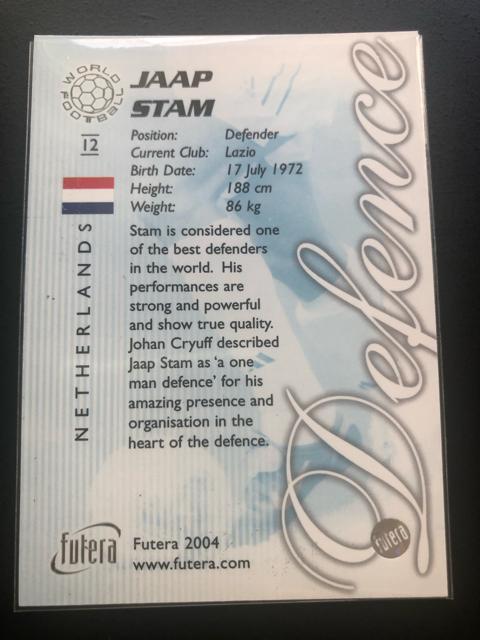 WORLD
FOOTBALL
JAAP
STAM
12
Position: Defender
Current Club: Lazio
Birth Date: 17 July 1972
Height: 188 cm
Weight: 86 kg
NETHERLANDS
Stam is considered one
of the best defenders
in the world. His
performances are
strong and powerful
and show true quality.
Johan Cryuff described
Jaap Stam as ‘a one
man defence’ for his
amazing presence and
organisation in the
heart of the defence.
Defence
futera
futera
Futera 2004
www.futera.com